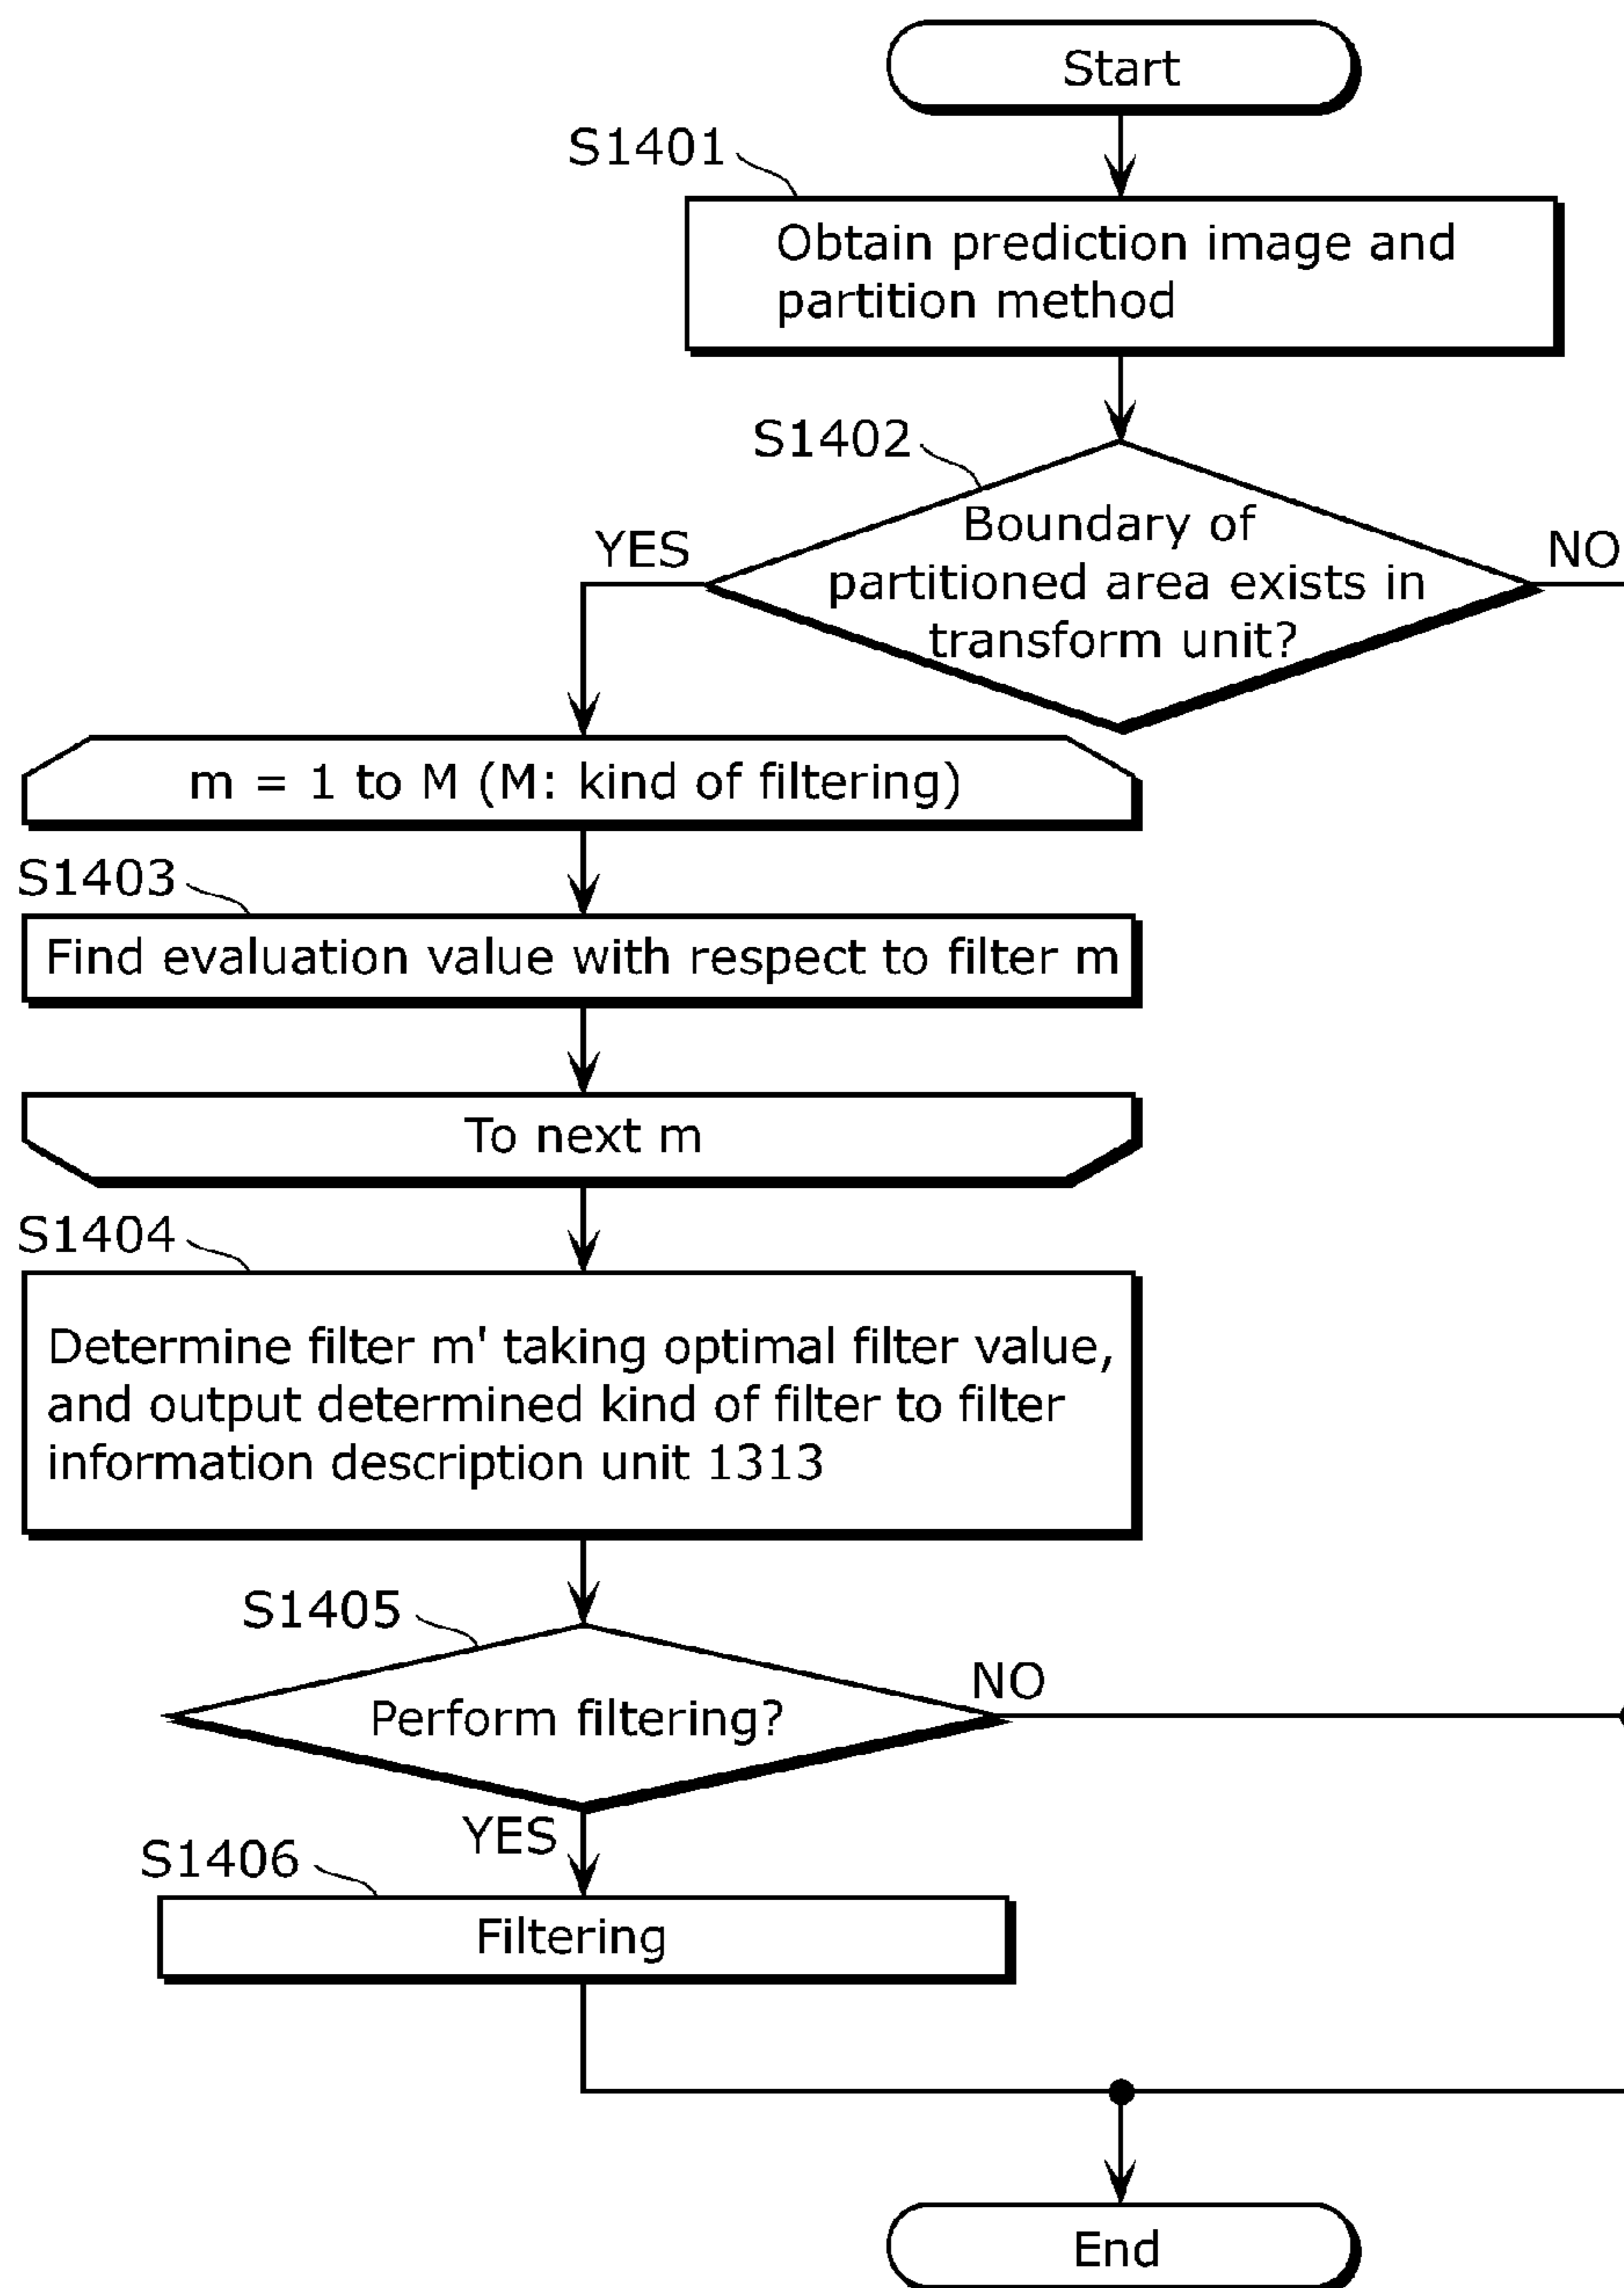 Start
S1401
Obtain prediction image and
partition method
S1402
Boundary of
partitioned area exists in
transform unit?
YES
NO
m = 1 to M (M: kind of filtering)
S1403
Find evaluation value with respect to filter m
To next m
S1404
Determine filter m' taking optimal filter value,
and output determined kind of filter to filter
information description unit 1313
S1405
Perform filtering?
NO
YES
S1406
Filtering
End